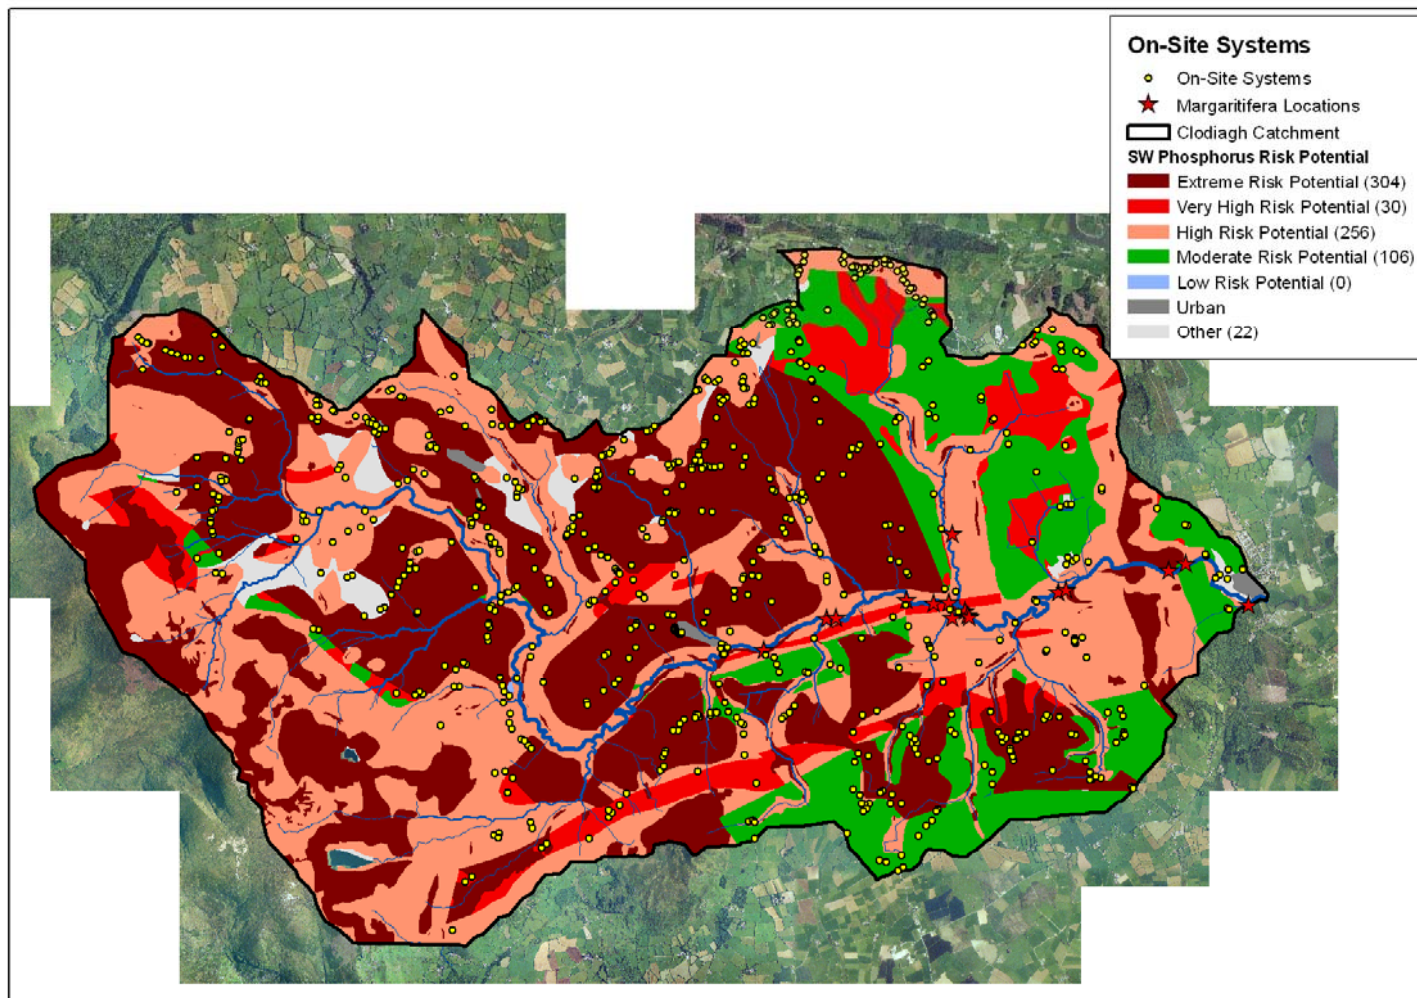 On-Site Systems
On-Site Systems
Margaritifera Locations
Clodiagh Catchment
SW Phosphorus Risk Potential
Extreme Risk Potential (304)
Very High Risk Potential (30)
High Risk Potential (256)
Moderate Risk Potential (106)
Low Risk Potential (0)
Urban
Other (22)